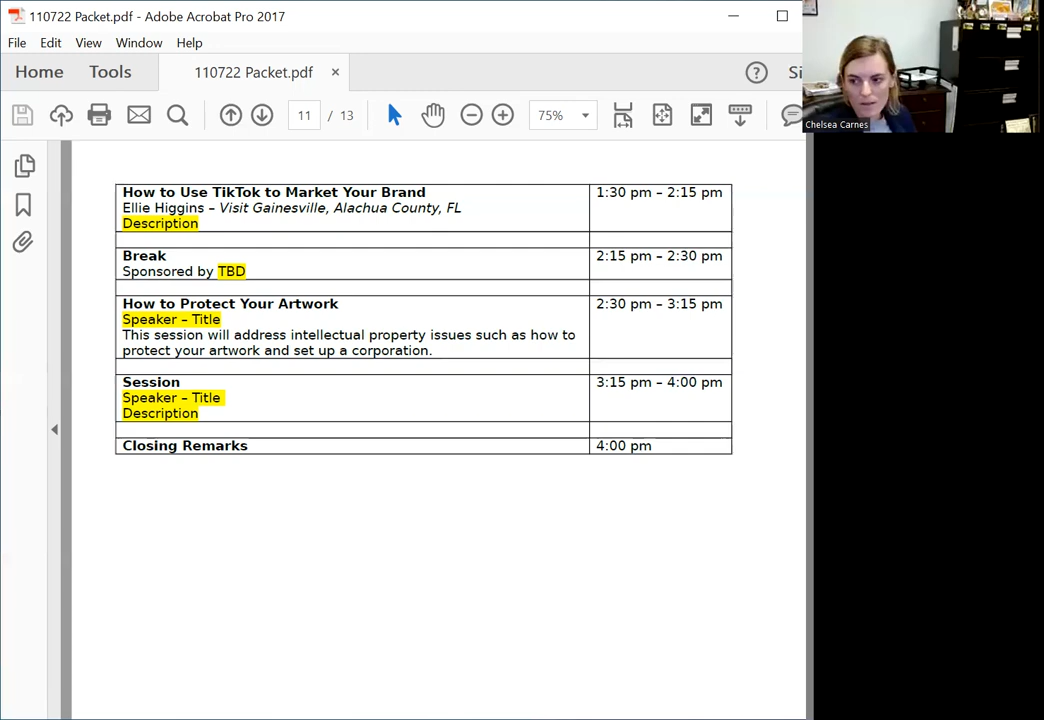 110722 Packet.pdf - Adobe Acrobat Pro 2017
File Edit View Window Help
Home Tools 110722 Packet.pdf × ? Si
11 / 13 75%
How to Use TikTok to Market Your Brand 1:30 pm – 2:15 pm
Ellie Higgins – Visit Gainesville, Alachua County, FL
Description
Break 2:15 pm – 2:30 pm
Sponsored by TBD
How to Protect Your Artwork 2:30 pm – 3:15 pm
Speaker – Title
This session will address intellectual property issues such as how to
protect your artwork and set up a corporation.
Session 3:15 pm – 4:00 pm
Speaker – Title
Description
Closing Remarks 4:00 pm
Chelsea Carnes